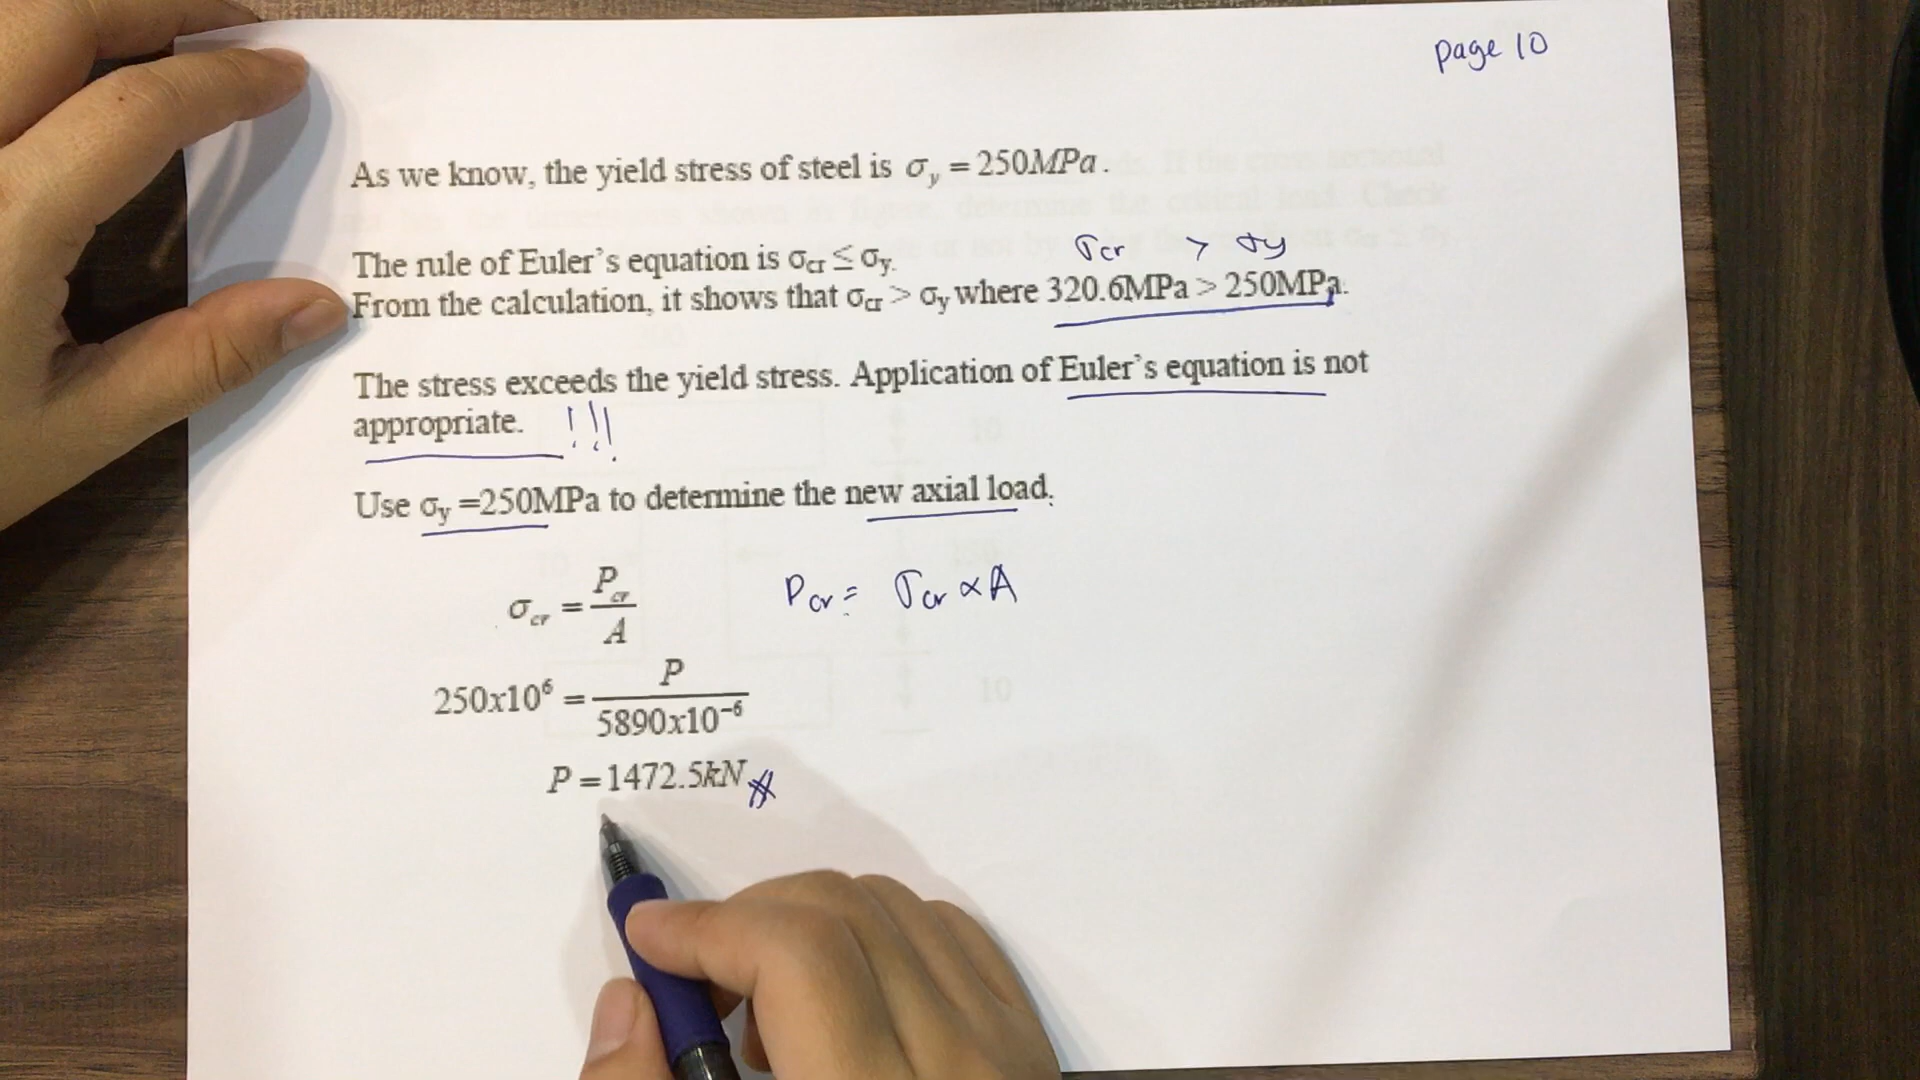 page 10
As we know, the yield stress of steel is σy = 250MPa.
σcr > σy
The rule of Euler's equation is σcr ≤ σy.
From the calculation, it shows that σcr > σy where 320.6MPa > 250MPa.
The stress exceeds the yield stress. Application of Euler's equation is not
appropriate. !!!
Use σy =250MPa to determine the new axial load.
σcr = Pcr / A    Pcr = σcr x A
250x10⁶ = P / 5890x10⁻⁶
P = 1472.5kN